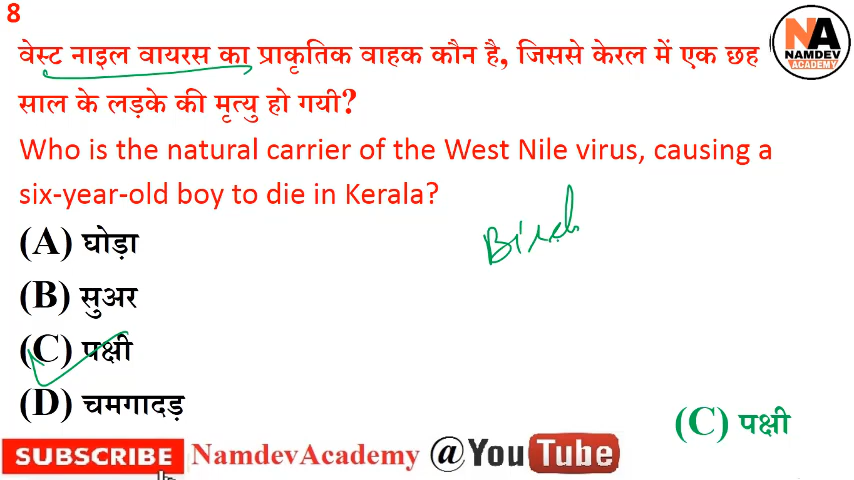 8
NA
NAMDEV
ACADEMY
वेस्ट नाइल वायरस का प्राकृतिक वाहक कौन है, जिससे केरल में एक छह
साल के लड़के की मृत्यु हो गयी?
Who is the natural carrier of the West Nile virus, causing a
six-year-old boy to die in Kerala?
Bird
(A) घोड़ा
(B) सुअर
(C) पक्षी
(D) चमगादड़
(C) पक्षी
SUBSCRIBE NamdevAcademy @YouTube